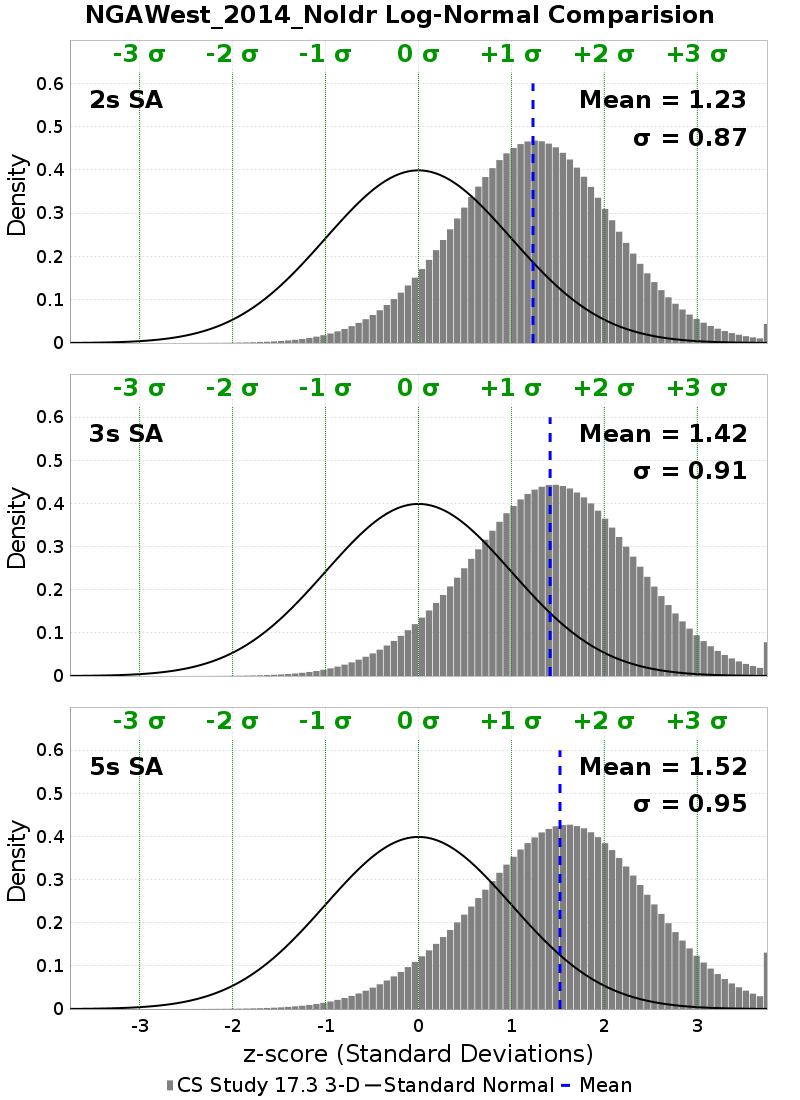 NGAWest_2014_NoIdr Log-Normal Comparision
-3 σ -2 σ -1 σ 0 σ +1 σ +2 σ +3 σ
0.6
2s SA Mean = 1.23
0.5
σ = 0.87
0.4
0.3
0.2
0.1
0
Density
-3 σ -2 σ -1 σ 0 σ +1 σ +2 σ +3 σ
0.6
3s SA Mean = 1.42
0.5
σ = 0.91
0.4
0.3
0.2
0.1
0
Density
-3 σ -2 σ -1 σ 0 σ +1 σ +2 σ +3 σ
0.6
5s SA Mean = 1.52
0.5
σ = 0.95
0.4
0.3
0.2
0.1
0
Density
-3 -2 -1 0 1 2 3
z-score (Standard Deviations)
CS Study 17.3 3-D Standard Normal Mean